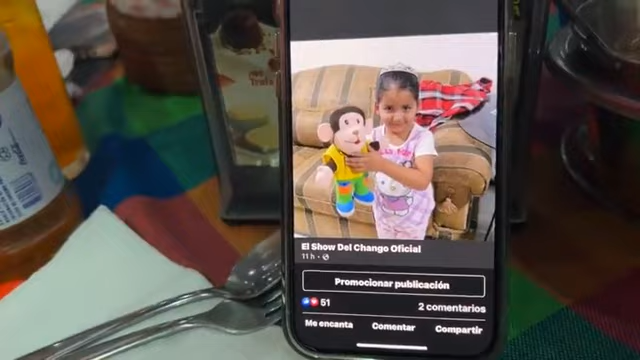 El Show Del Chango Oficial
11 h ·
Promocionar publicación
51
2 comentarios
Me encanta
Comentar
Compartir